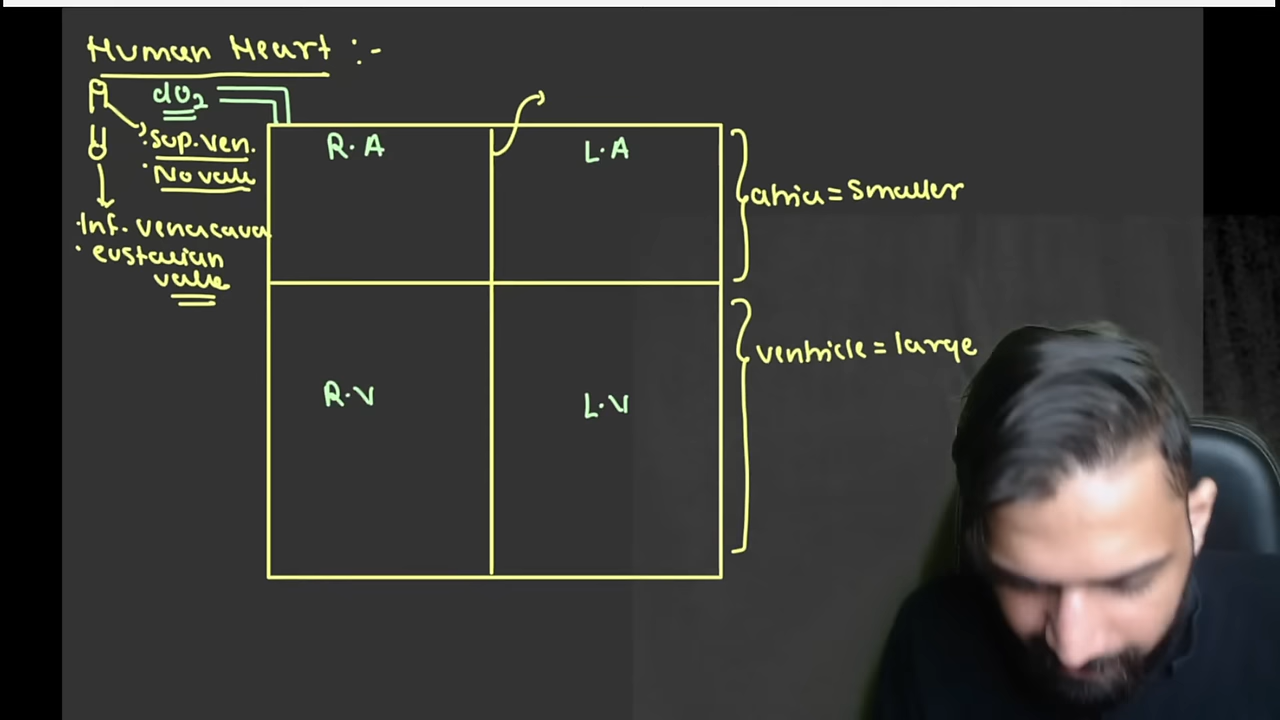 Human Heart :-
dO2
Sup. ven.
No valve
Inf. venacava
eustacian
valve
R.A
L.A
atria = Smaller
R.V
L.V
ventricle = large